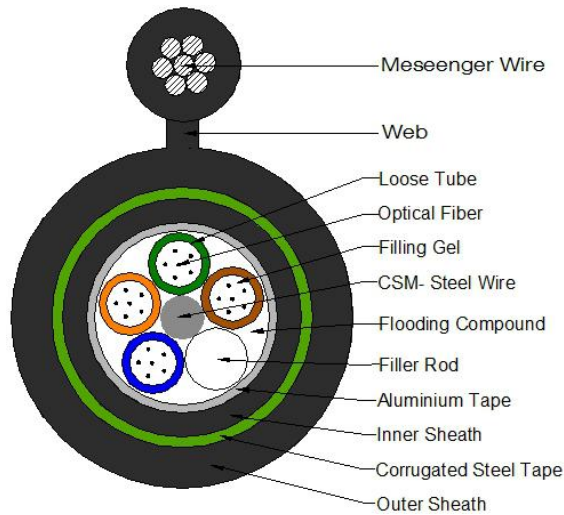 Meseenger Wire
Web
Loose Tube
Optical Fiber
Filling Gel
CSM- Steel Wire
Flooding Compound
Filler Rod
Aluminium Tape
Inner Sheath
Corrugated Steel Tape
Outer Sheath